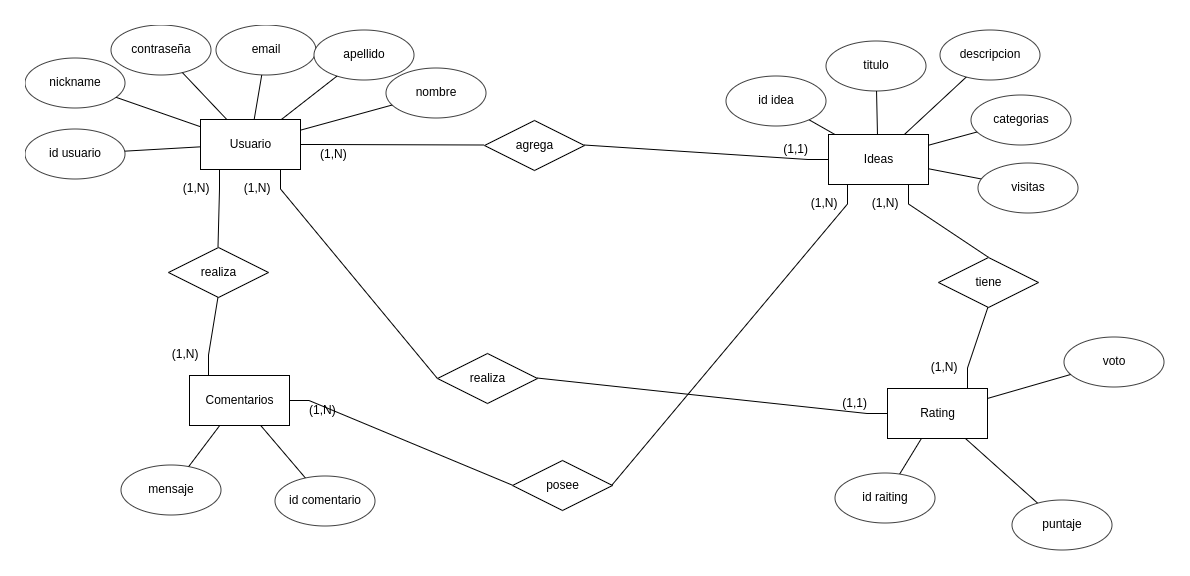 contraseña
email
apellido
nickname
nombre
id usuario
Usuario
(1,N)
agrega
(1,1)
titulo
descripcion
id idea
categorias
Ideas
visitas
(1,N)
(1,N)
(1,N)
(1,N)
realiza
tiene
(1,N)
(1,N)
voto
realiza
(1,1)
Comentarios
(1,N)
Rating
mensaje
id comentario
posee
id raiting
puntaje